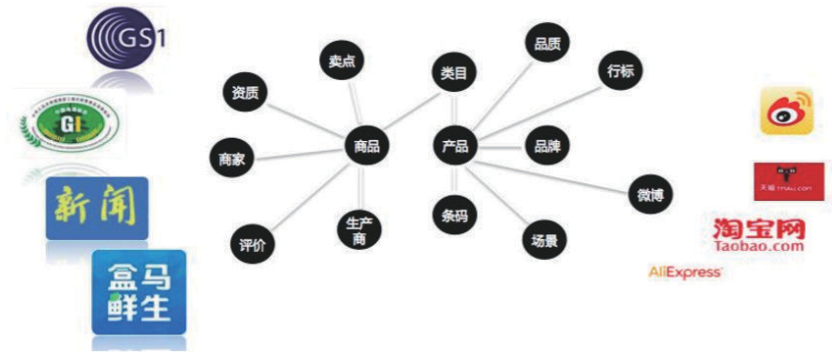 GS1
GI
新闻
盒马
鲜生
卖点
资质
商家
评价
生产
商
商品
类目
产品
条码
品质
行标
品牌
微博
场景
天猫 TMALL.COM
淘宝网
Taobao.com
AliExpress